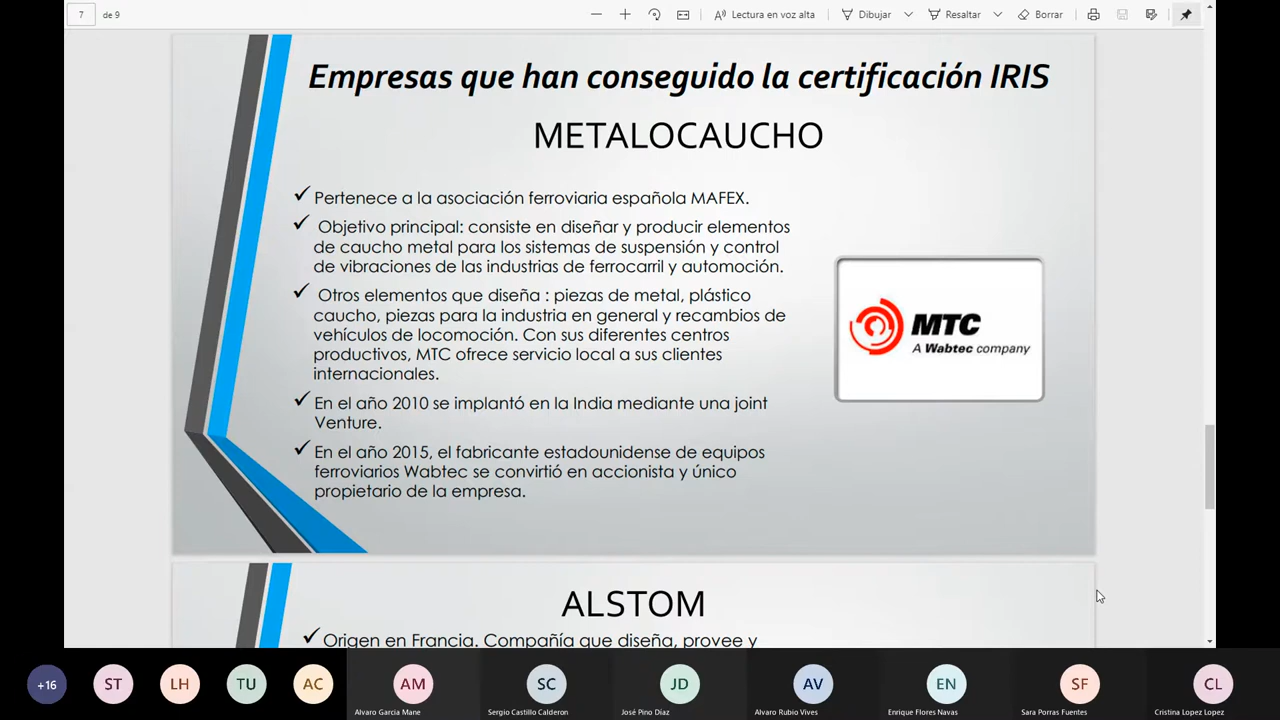 7 de 9 Lectura en voz alta Dibujar Resaltar Borrar
Empresas que han conseguido la certificación IRIS
METALOCAUCHO
Pertenece a la asociación ferroviaria española MAFEX.
Objetivo principal: consiste en diseñar y producir elementos
de caucho metal para los sistemas de suspensión y control
de vibraciones de las industrias de ferrocarril y automoción.
Otros elementos que diseña : piezas de metal, plástico
caucho, piezas para la industria en general y recambios de
vehículos de locomoción. Con sus diferentes centros
productivos, MTC ofrece servicio local a sus clientes
internacionales.
En el año 2010 se implantó en la India mediante una joint
Venture.
En el año 2015, el fabricante estadounidense de equipos
ferroviarios Wabtec se convirtió en accionista y único
propietario de la empresa.
MTC
A Wabtec company
ALSTOM
Origen en Francia. Compañía que diseña, provee y
+16 ST LH TU AC AM SC JD AV EN SF CL
Alvaro Garcia Mane Sergio Castillo Calderon José Pino Díaz Alvaro Rubio Vives Enrique Flores Navas Sara Porras Fuentes Cristina Lopez Lopez